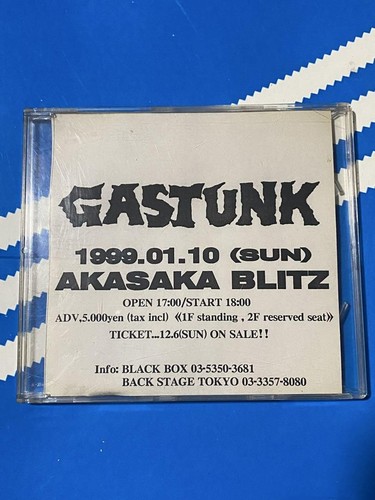 GASTUNK
1999.01.10 (SUN)
AKASAKA BLITZ
OPEN 17:00/START 18:00
ADV.5.000yen (tax incl) 《1F standing , 2F reserved seat》
TICKET...12.6(SUN) ON SALE!!
Info: BLACK BOX 03-5350-3681
BACK STAGE TOKYO 03-3357-8080